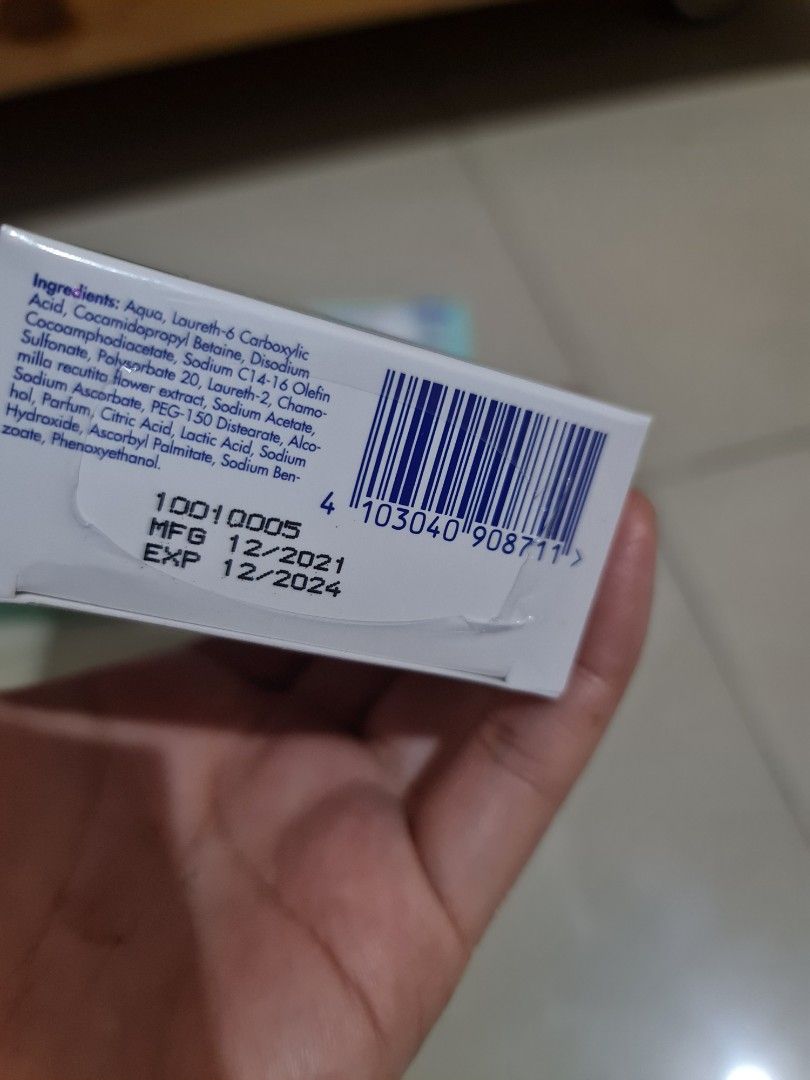 Ingredients: Aqua, Laureth-6 Carboxylic
Acid, Cocamidopropyl Betaine, Disodium
Cocoamphodiacetate, Sodium C14-16 Olefin
Sulfonate, Polysorbate 20, Laureth-2, Chamo-
milla recutita flower extract, Sodium Acetate,
Sodium Ascorbate, PEG-150 Distearate, Alco-
hol, Parfum, Citric Acid, Lactic Acid, Sodium
Hydroxide, Ascorbyl Palmitate, Sodium Ben-
zoate, Phenoxyethanol.
4 103040 908711 >
10010005
MFG 12/2021
EXP 12/2024